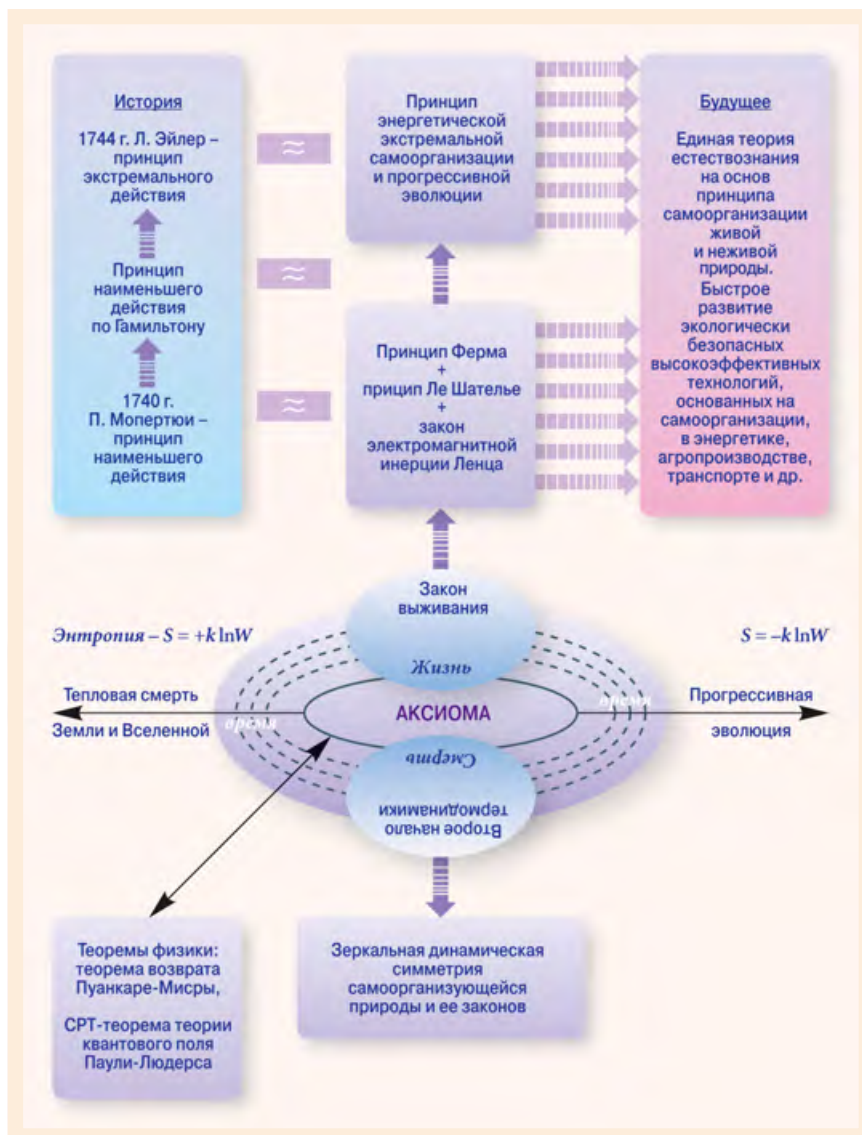 История
1744 г. Л. Эйлер –
принцип
экстремального
действия
Принцип
наименьшего
действия
по Гамильтону
1740 г.
П. Мопертюи –
принцип
наименьшего
действия
≈
≈
≈
Принцип
энергетической
экстремальной
самоорганизации
и прогрессивной
эволюции
Принцип Ферма
+
прицип Ле Шателье
+
закон
электромагнитной
инерции Ленца
Будущее
Единая теория
естествознания
на основ
принципа
самоорганизации
живой
и неживой
природы.
Быстрое
развитие
экологически
безопасных
высокоэффективных
технологий,
основанных на
самоорганизации,
в энергетике,
агропроизводстве,
транспорте и др.
Закон
выживания
Жизнь
Энтропия – S = +k lnW
S = –k lnW
Тепловая смерть
Земли и Вселенной
время
АКСИОМА
время
Прогрессивная
эволюция
Смерть
Второе начало
термодинамики
Теоремы физики:
теорема возврата
Пуанкаре-Мисры,
СРТ-теорема теории
квантового поля
Паули-Людерса
Зеркальная динамическая
симметрия
самоорганизующейся
природы и ее законов